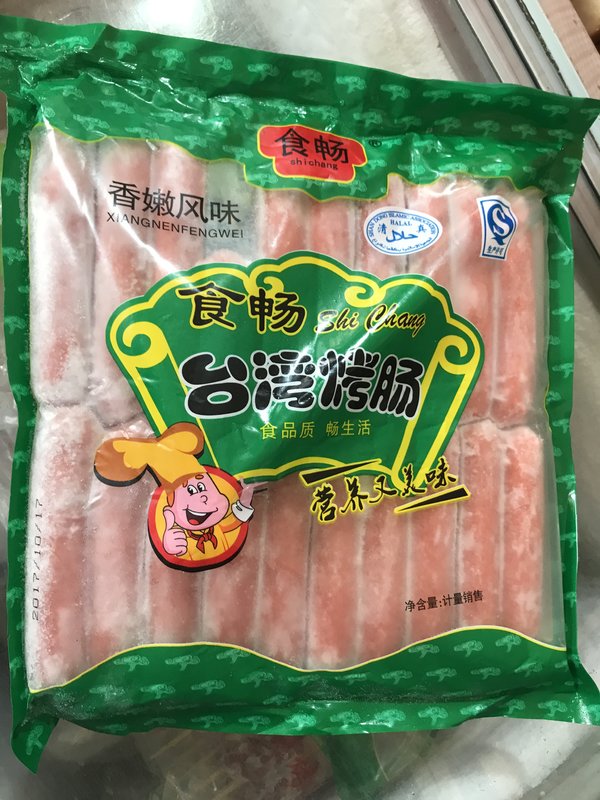 食畅
shichang
®
香嫩风味
XIANGNENFENGWEI
HALAL
清 真
حلال
食畅 Shi Chang
台湾烤肠
食品质 畅生活
营养又美味
2017/10/17
净含量:计量销售